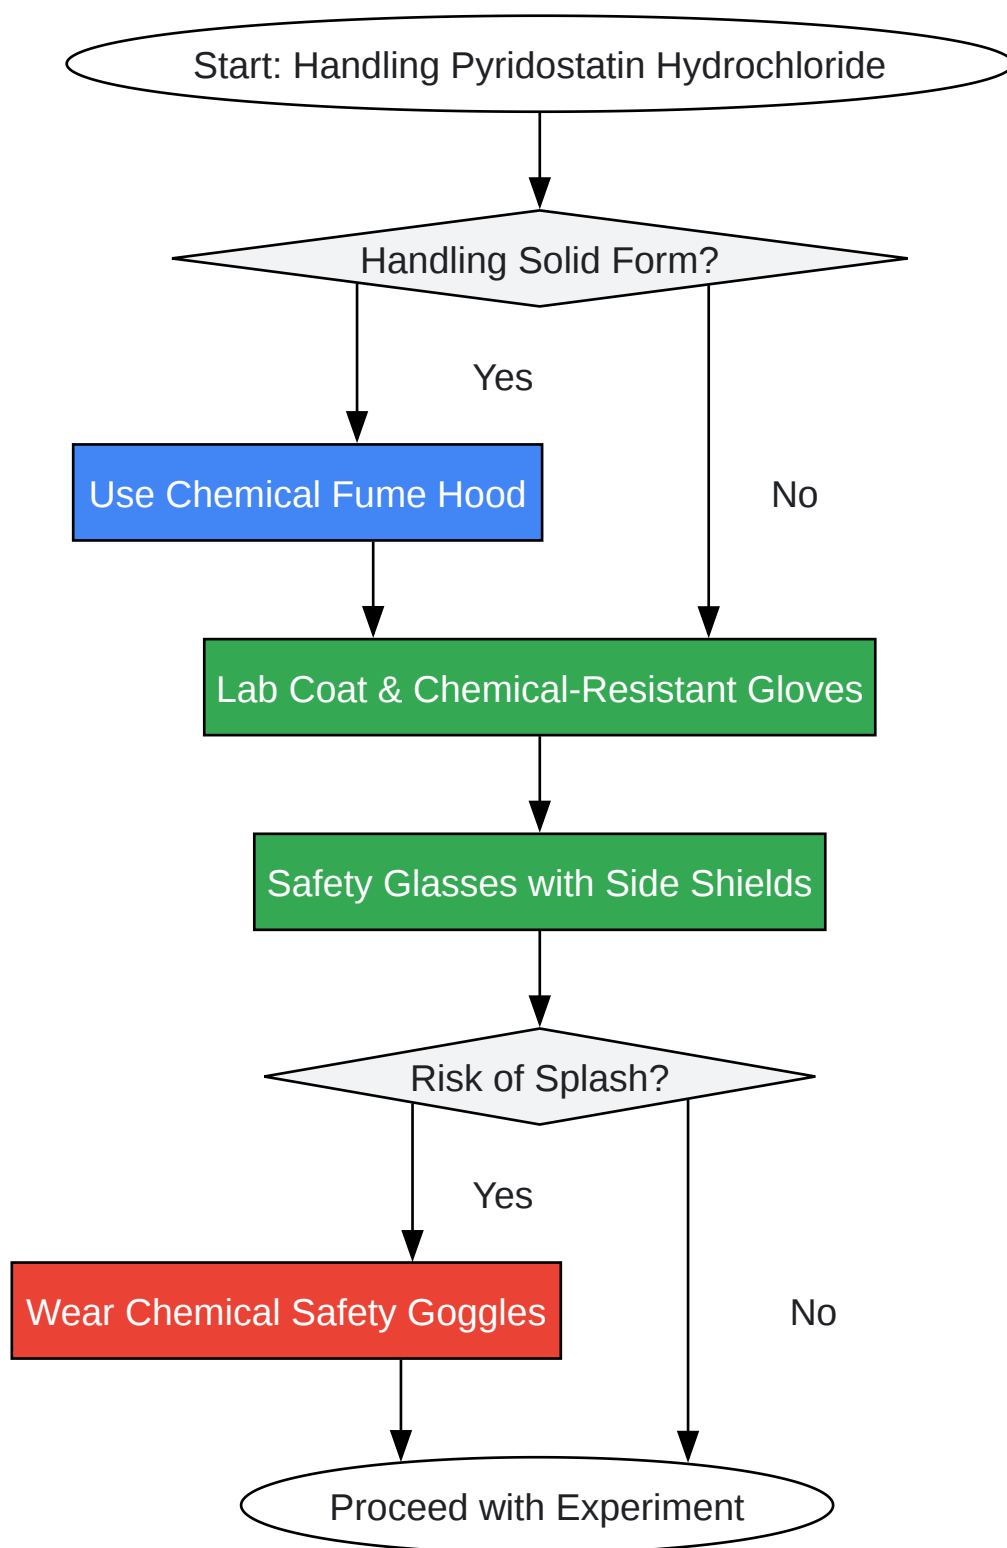 Start: Handling Pyridostatin Hydrochloride
Handling Solid Form?
Yes
Use Chemical Fume Hood
No
Lab Coat & Chemical-Resistant Gloves
Safety Glasses with Side Shields
Risk of Splash?
Yes
Wear Chemical Safety Goggles
No
Proceed with Experiment